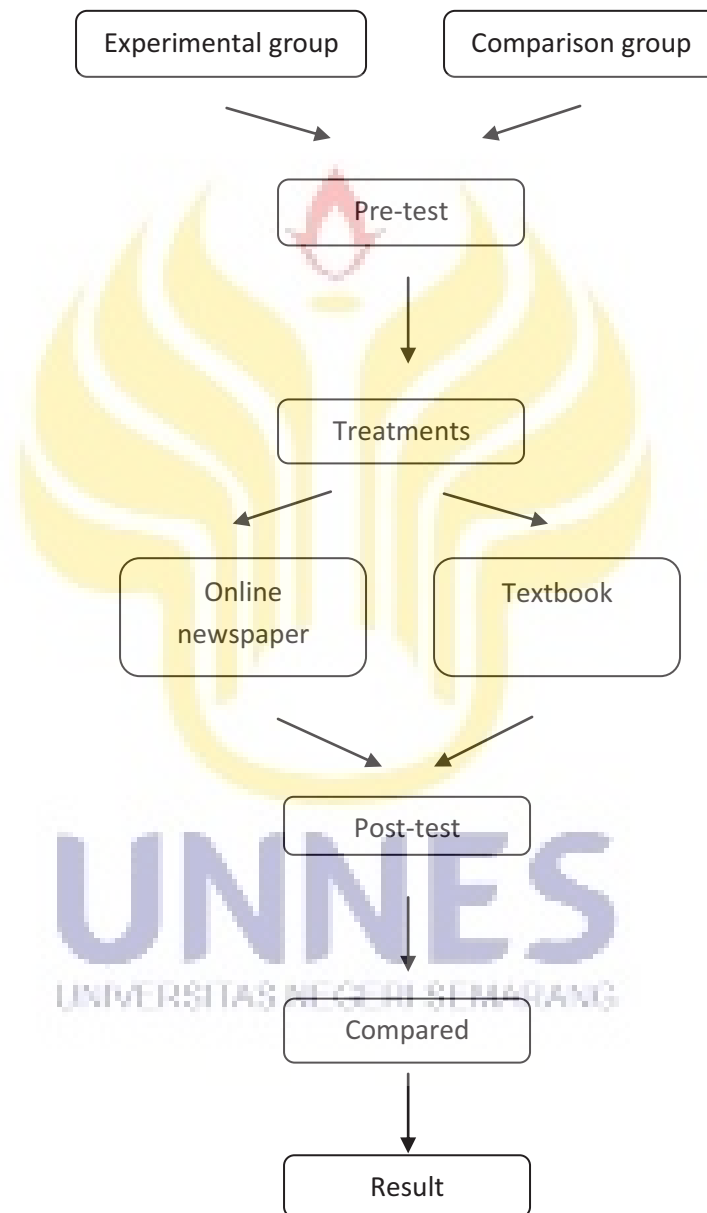 Experimental group
Comparison group
Pre-test
Treatments
Online
newspaper
Textbook
Post-test
UNNES
UNIVERSITAS NEGERI SEMARANG
Compared
Result